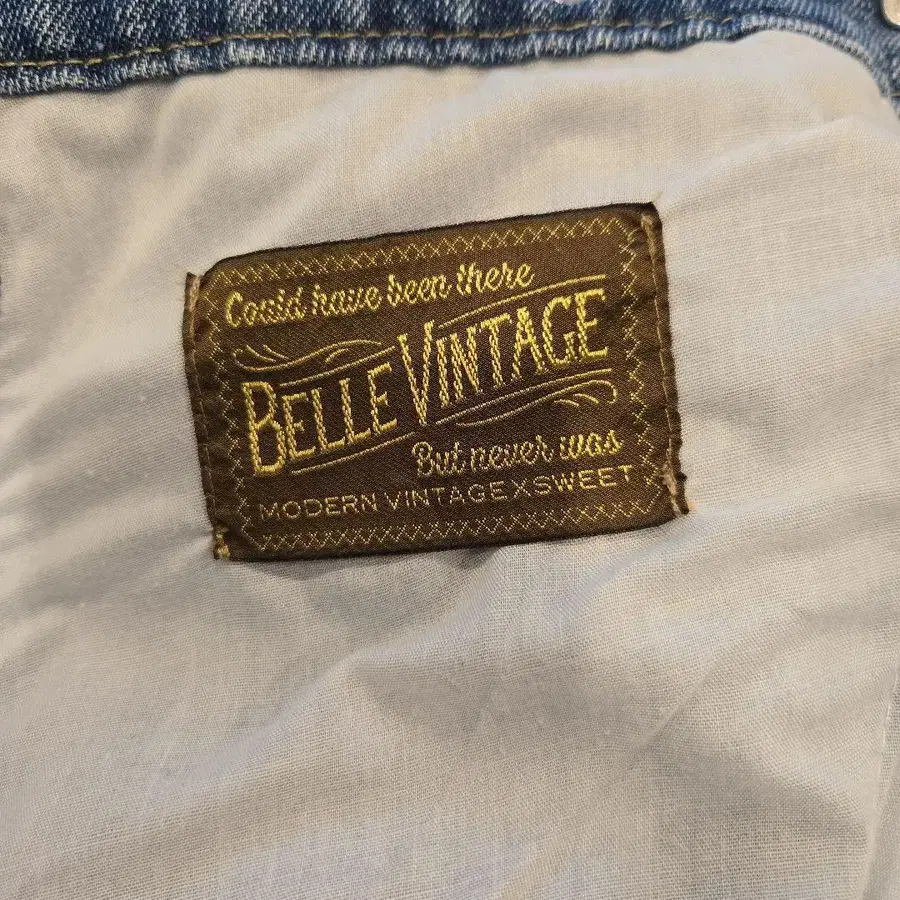 Could have been there
BELLE VINTAGE
But never was
MODERN VINTAGE X SWEET